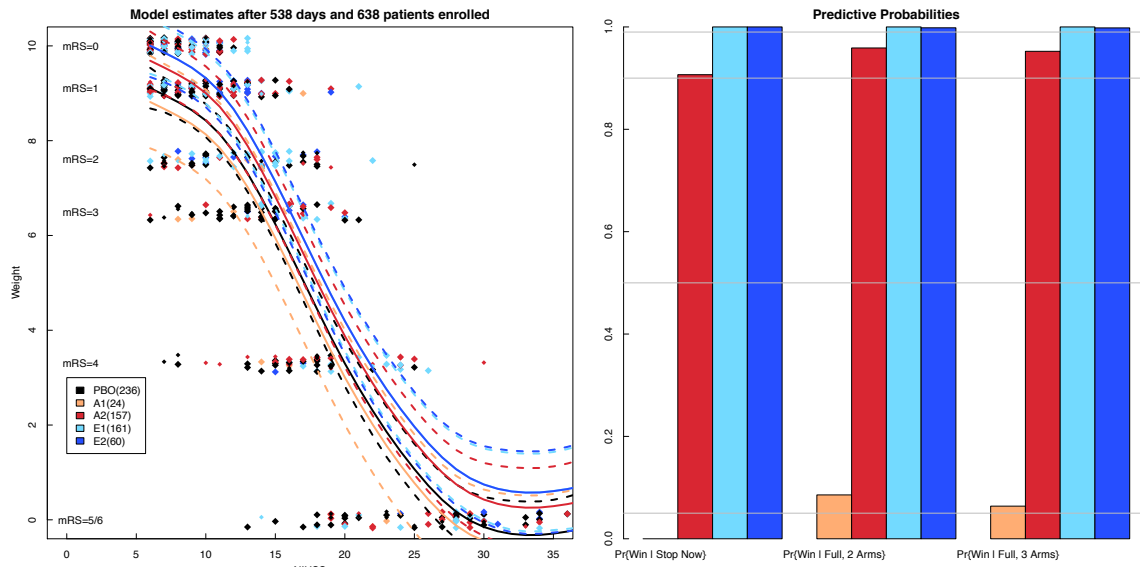 Model estimates after 538 days and 638 patients enrolled
Weight
10
8
6
4
2
0
mRS=0
mRS=1
mRS=2
mRS=3
mRS=4
mRS=5/6
PBO(236)
A1(24)
A2(157)
E1(161)
E2(60)
0
5
10
15
20
25
30
35
Predictive Probabilities
1.0
0.8
0.6
0.4
0.2
0.0
Pr{Win | Stop Now}
Pr{Win | Full, 2 Arms}
Pr{Win | Full, 3 Arms}